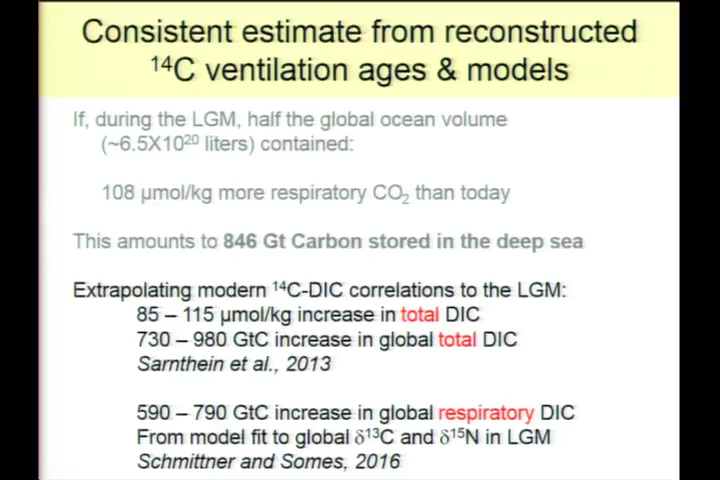 Consistent estimate from reconstructed
¹⁴C ventilation ages & models
If, during the LGM, half the global ocean volume
(~6.5X10²⁰ liters) contained:
108 μmol/kg more respiratory CO₂ than today
This amounts to 846 Gt Carbon stored in the deep sea
Extrapolating modern ¹⁴C-DIC correlations to the LGM:
85 – 115 μmol/kg increase in total DIC
730 – 980 GtC increase in global total DIC
Sarnthein et al., 2013
590 – 790 GtC increase in global respiratory DIC
From model fit to global δ¹³C and δ¹⁵N in LGM
Schmittner and Somes, 2016